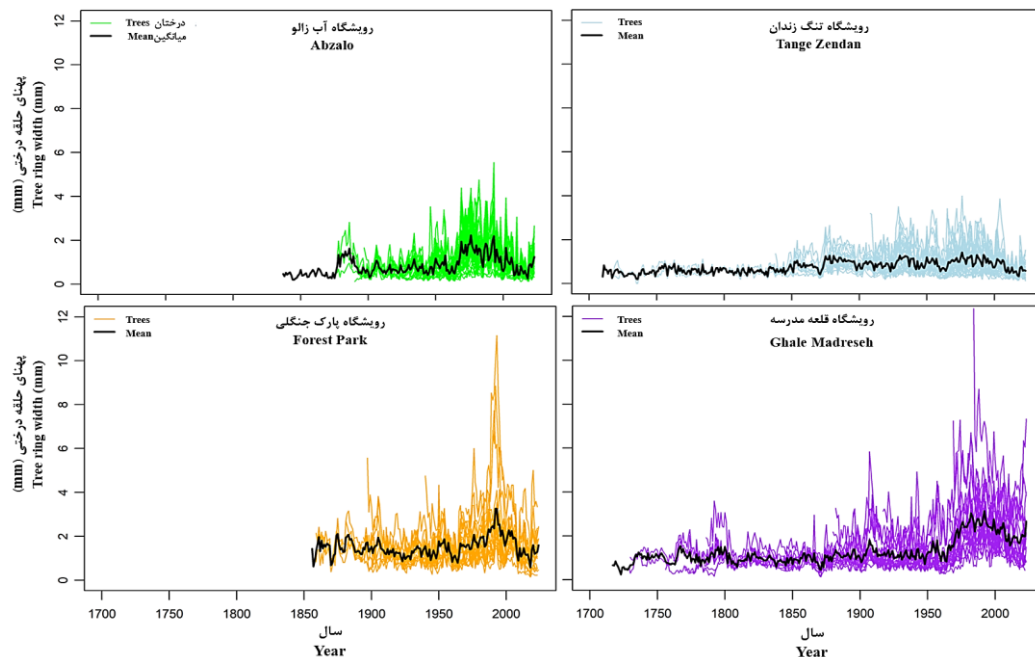 Trees درختان
Mean میانگین
رویشگاه آب زالو
Abzalo
Trees
Mean
رویشگاه تنگ زندان
Tange Zendan
12
10
8
6
4
2
0
پهنای حلقه درختی (mm)
Tree ring width (mm)
Trees
Mean
رویشگاه پارک جنگلی
Forest Park
Trees
Mean
رویشگاه قلعه مدرسه
Ghale Madreseh
12
10
8
6
4
2
0
پهنای حلقه درختی (mm)
Tree ring width (mm)
1700 1750 1800 1850 1900 1950 2000
1700 1750 1800 1850 1900 1950 2000
سال
Year
سال
Year